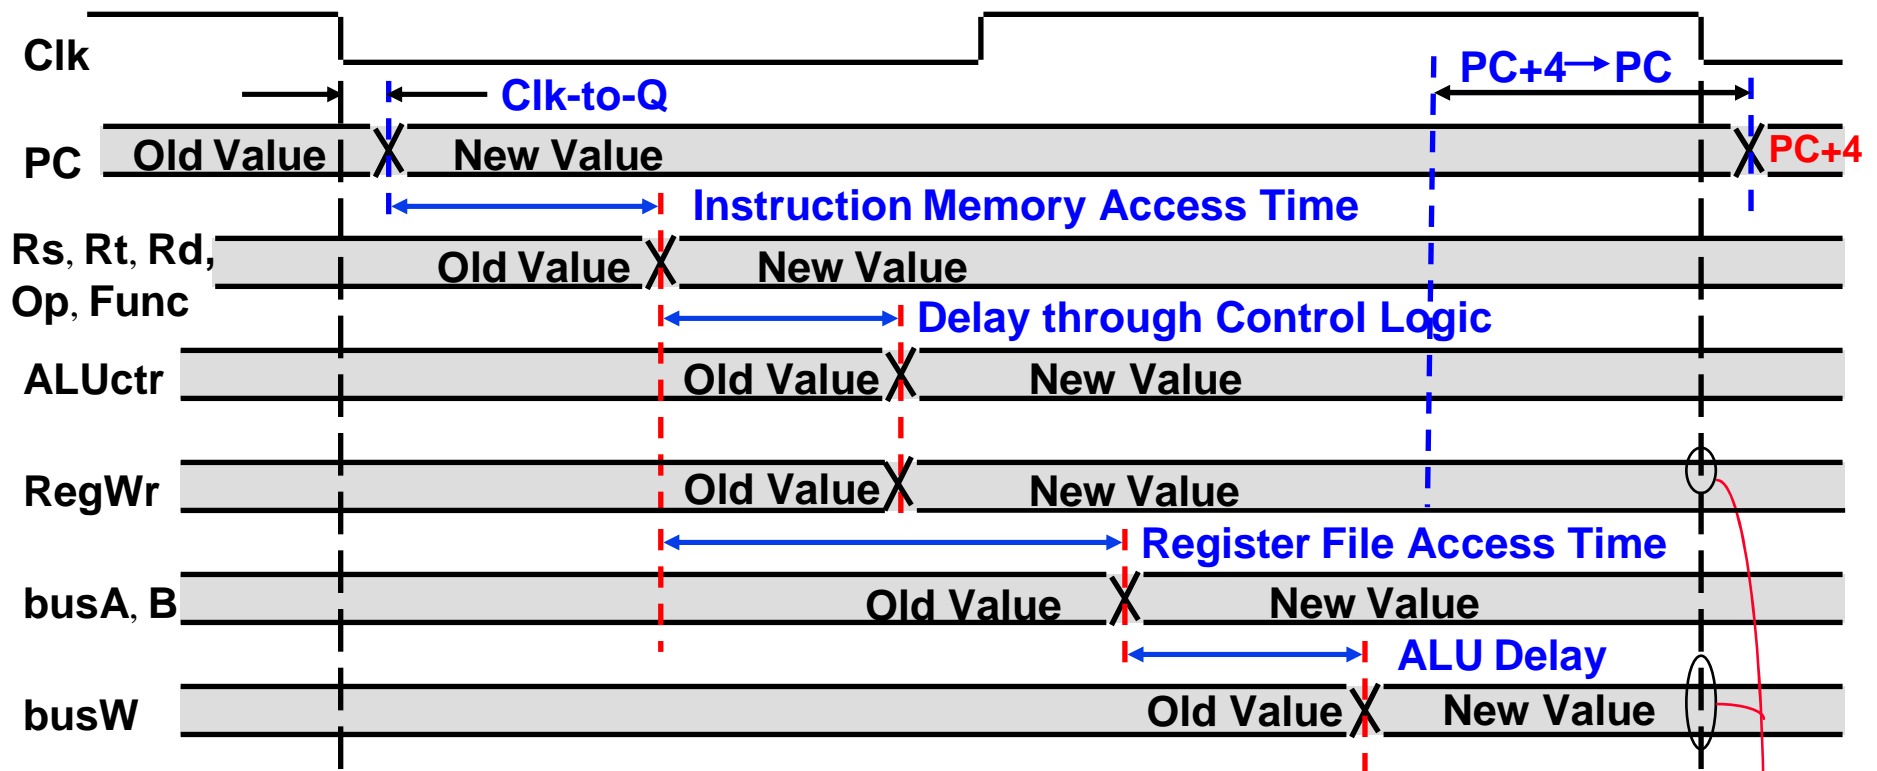 Clk
PC+4→PC
Clk-to-Q
PC
Old Value
New Value
PC+4
Instruction Memory Access Time
Rs, Rt, Rd,
Op, Func
Old Value
New Value
Delay through Control Logic
ALUctr
Old Value
New Value
RegWr
Old Value
New Value
Register File Access Time
busA, B
Old Value
New Value
ALU Delay
busW
Old Value
New Value